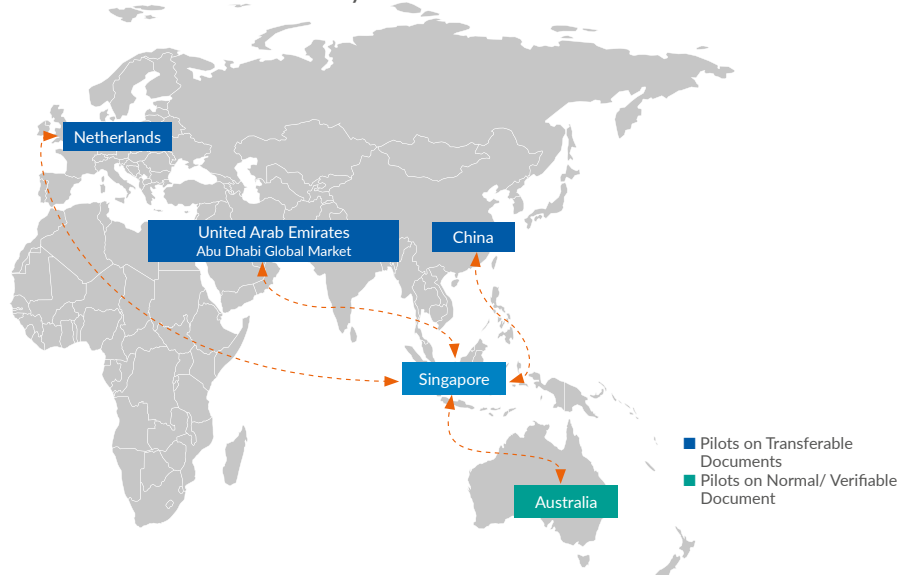 Netherlands
United Arab Emirates
Abu Dhabi Global Market
China
Singapore
Australia
Pilots on Transferable
Documents
Pilots on Normal/ Verifiable
Document